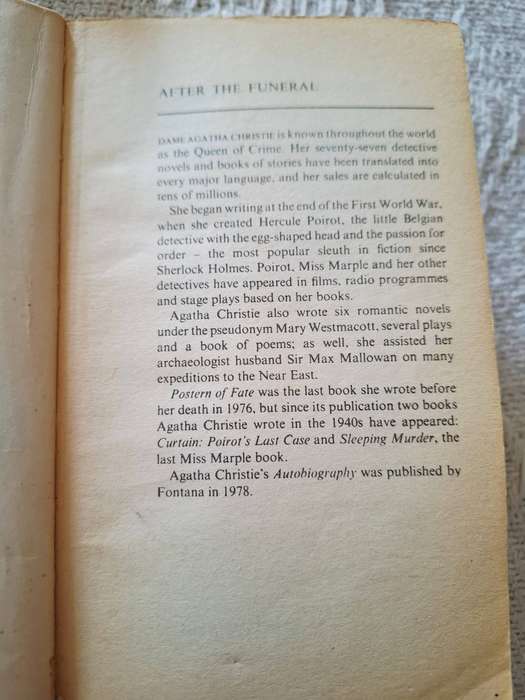 AFTER THE FUNERAL
DAME AGATHA CHRISTIE is known throughout the world
as the Queen of Crime. Her seventy-seven detective
novels and books of stories have been translated into
every major language, and her sales are calculated in
tens of millions.
She began writing at the end of the First World War,
when she created Hercule Poirot, the little Belgian
detective with the egg-shaped head and the passion for
order – the most popular sleuth in fiction since
Sherlock Holmes. Poirot, Miss Marple and her other
detectives have appeared in films, radio programmes
and stage plays based on her books.
Agatha Christie also wrote six romantic novels
under the pseudonym Mary Westmacott, several plays
and a book of poems; as well, she assisted her
archaeologist husband Sir Max Mallowan on many
expeditions to the Near East.
Postern of Fate was the last book she wrote before
her death in 1976, but since its publication two books
Agatha Christie wrote in the 1940s have appeared:
Curtain: Poirot's Last Case and Sleeping Murder, the
last Miss Marple book.
Agatha Christie's Autobiography was published by
Fontana in 1978.